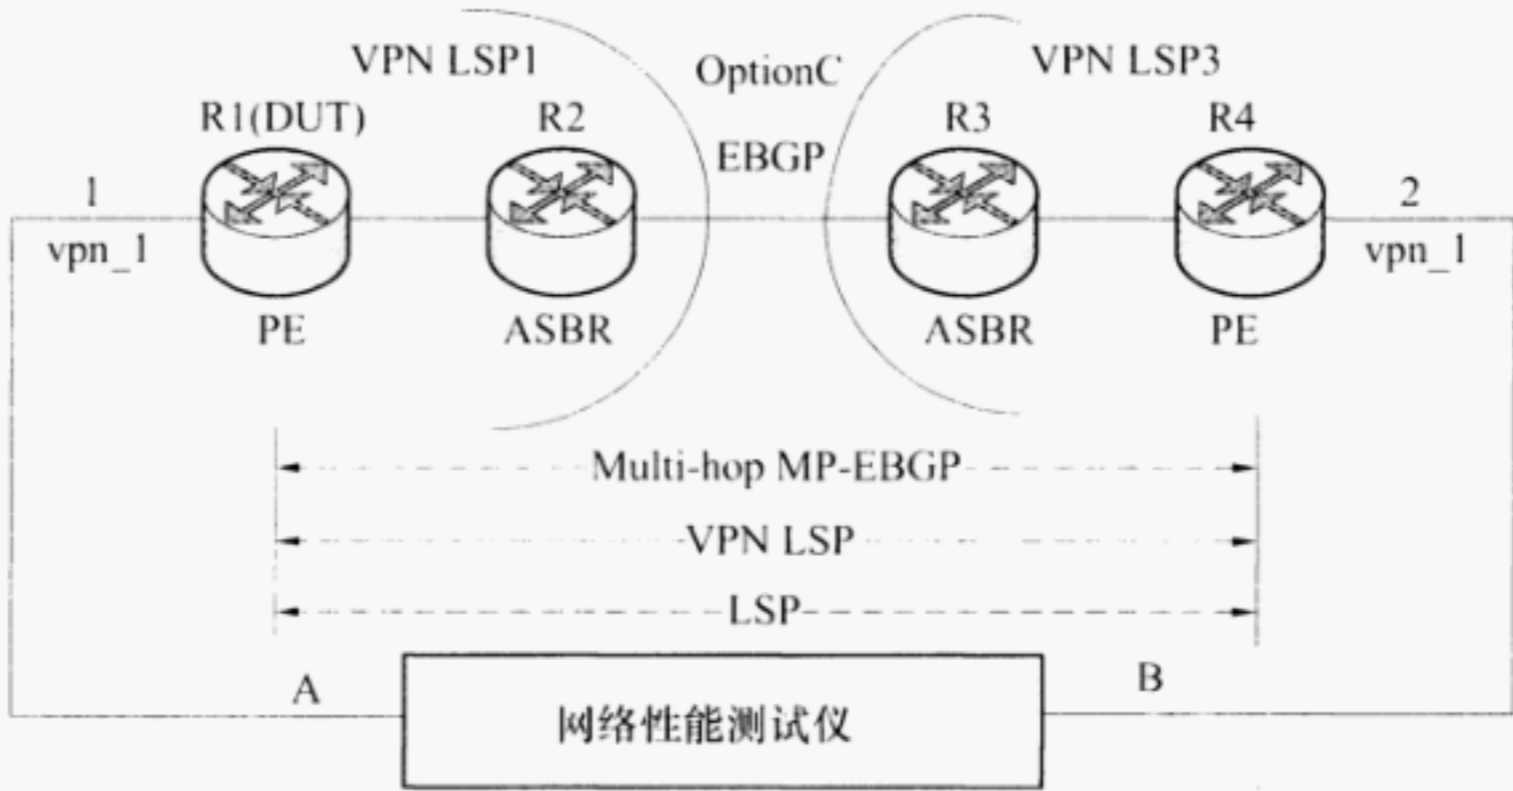 VPN LSP1
OptionC
VPN LSP3
R1(DUT)
R2
EBGP
R3
R4
1
2
vpn_1
vpn_1
PE
ASBR
ASBR
PE
Multi-hop MP-EBGP
VPN LSP
LSP
A
B
网络性能测试仪